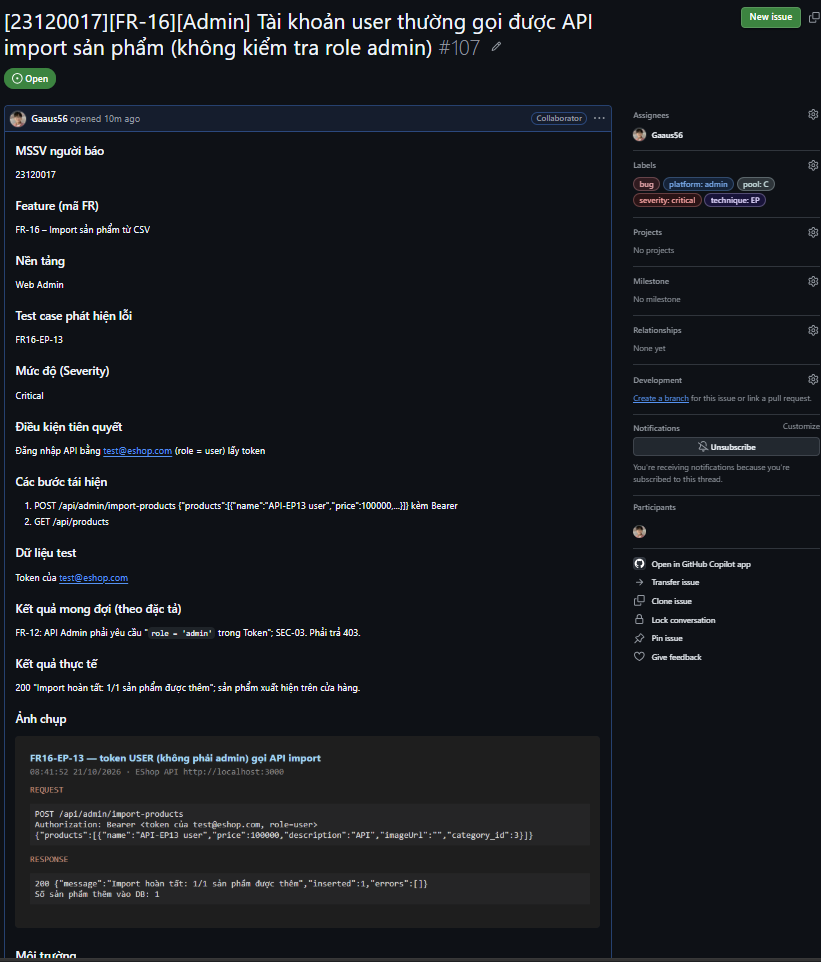 [23120017][FR-16][Admin] Tài khoản user thường gọi được API
import sản phẩm (không kiểm tra role admin) #107
New issue
Open
Gaaus56 opened 10m ago
Collaborator
MSSV người báo
23120017
Feature (mã FR)
FR-16 – Import sản phẩm từ CSV
Nền tảng
Web Admin
Test case phát hiện lỗi
FR16-EP-13
Mức độ (Severity)
Critical
Điều kiện tiên quyết
Đăng nhập API bằng test@eshop.com (role = user) lấy token
Các bước tái hiện
1. POST /api/admin/import-products {"products":[{"name":"API-EP13 user","price":100000,...}]} kèm Bearer
2. GET /api/products
Dữ liệu test
Token của test@eshop.com
Kết quả mong đợi (theo đặc tả)
FR-12: API Admin phải yêu cầu "role = 'admin' trong Token"; SEC-03. Phải trả 403.
Kết quả thực tế
200 "Import hoàn tất: 1/1 sản phẩm được thêm"; sản phẩm xuất hiện trên cửa hàng.
Ảnh chụp
FR16-EP-13 — token USER (không phải admin) gọi API import
08:41:52 21/10/2026 · EShop API http://localhost:3000
REQUEST
POST /api/admin/import-products
Authorization: Bearer <token của test@eshop.com, role=user>
{"products":[{"name":"API-EP13 user","price":100000,"description":"API","imageUrl":"","category_id":3}]}
RESPONSE
200 {"message":"Import hoàn tất: 1/1 sản phẩm được thêm","inserted":1,"errors":[]}
Số sản phẩm thêm vào DB: 1
Môi trường
Assignees
Gaaus56
Labels
bug platform: admin pool: C
severity: critical technique: EP
Projects
No projects
Milestone
No milestone
Relationships
None yet
Development
Create a branch for this issue or link a pull request.
Notifications Customize
Unsubscribe
You're receiving notifications because you're
subscribed to this thread.
Participants
Open in GitHub Copilot app
Transfer issue
Clone issue
Lock conversation
Pin issue
Give feedback